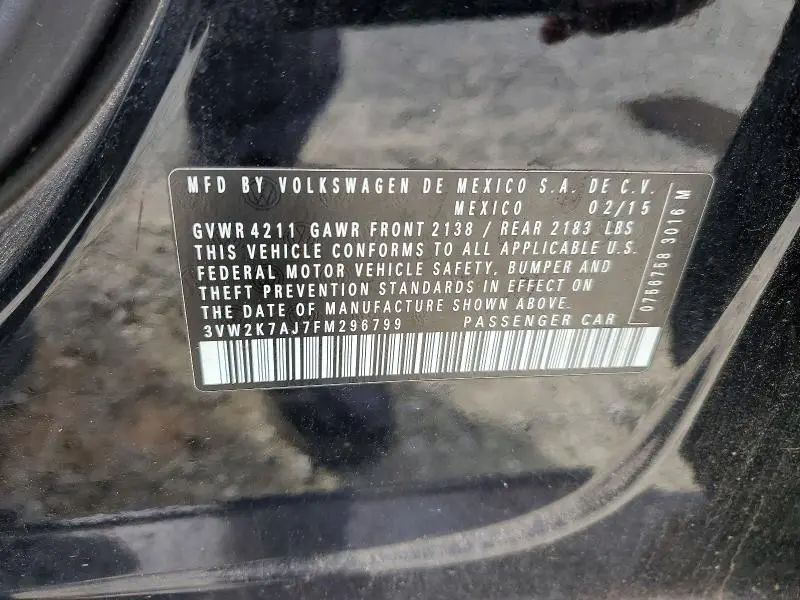 MFD BY VOLKSWAGEN DE MEXICO S.A. DE C.V.
MEXICO 02/15
GVWR 4211 GAWR FRONT 2138 / REAR 2183 LBS
THIS VEHICLE CONFORMS TO ALL APPLICABLE U.S.
FEDERAL MOTOR VEHICLE SAFETY, BUMPER AND
THEFT PREVENTION STANDARDS IN EFFECT ON
THE DATE OF MANUFACTURE SHOWN ABOVE.
3VW2K7AJ7FM296799 PASSENGER CAR
0766768 3016 M